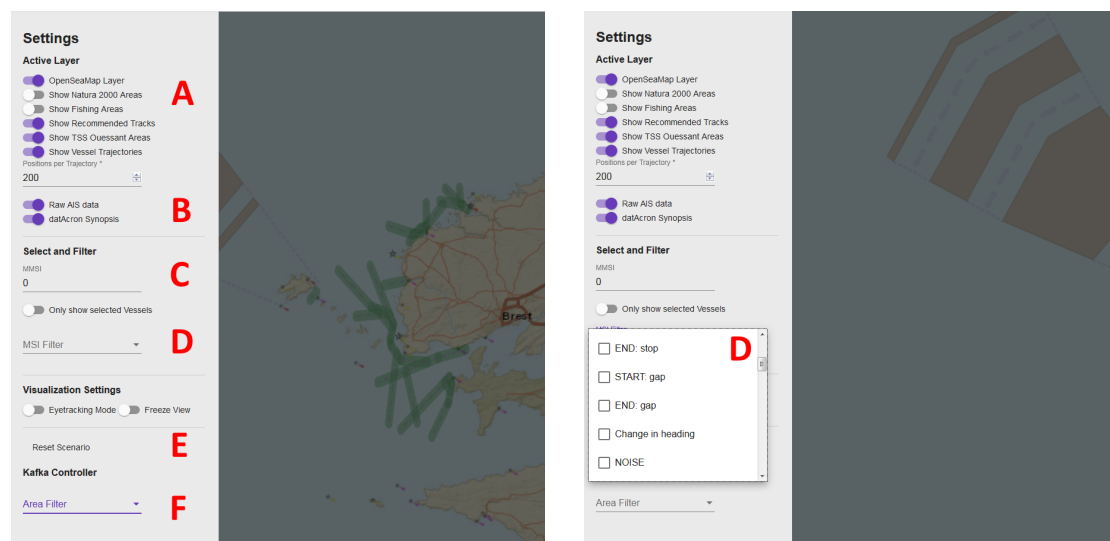 Settings
Active Layer
OpenSeaMap Layer
Show Natura 2000 Areas
A
Show Fishing Areas
Show Recommended Tracks
Show TSS Ouessant Areas
Show Vessel Trajectories
Positions per Trajectory *
200
Raw AIS data
B
datAcron Synopsis
Select and Filter
MMSI
C
0
Only show selected Vessels
MSI Filter
D
Visualization Settings
Eyetracking Mode Freeze View
Reset Scenario
E
Kafka Controller
Area Filter
F
Brest
Settings
Active Layer
OpenSeaMap Layer
Show Natura 2000 Areas
Show Fishing Areas
Show Recommended Tracks
Show TSS Ouessant Areas
Show Vessel Trajectories
Positions per Trajectory *
200
Raw AIS data
datAcron Synopsis
Select and Filter
MMSI
0
Only show selected Vessels
MSI Filter
END: stop
D
START: gap
END: gap
Change in heading
NOISE
Area Filter